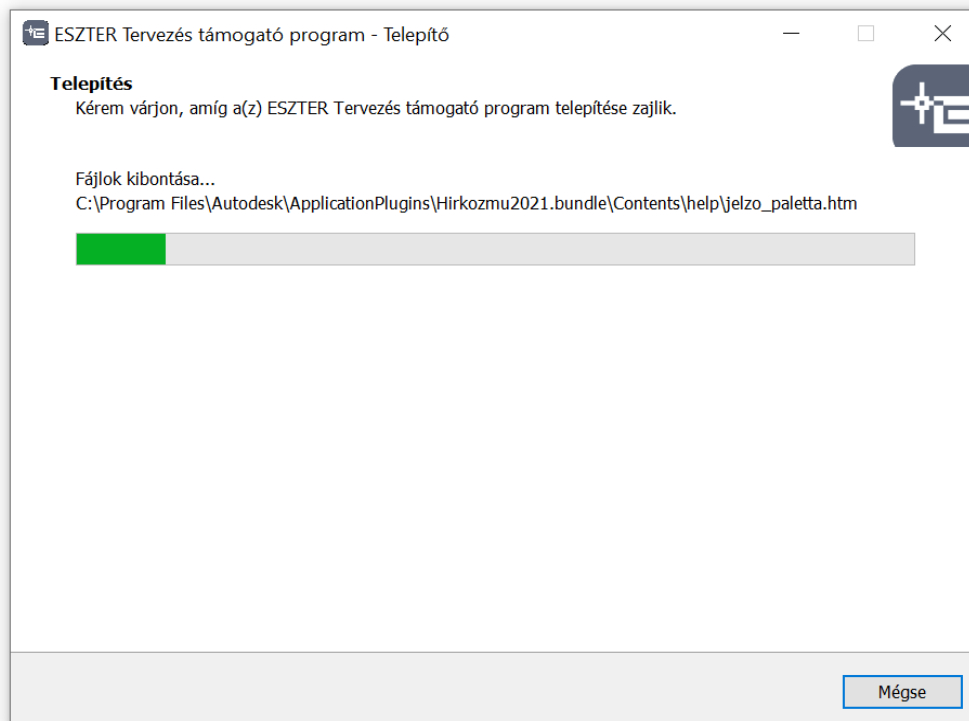 ESZTER Tervezés támogató program - Telepítő
Telepítés
Kérem várjon, amíg a(z) ESZTER Tervezés támogató program telepítése zajlik.
Fájlok kibontása...
C:\Program Files\Autodesk\ApplicationPlugins\Hirkozmu2021.bundle\Contents\help\jelzo_paletta.htm
Mégse